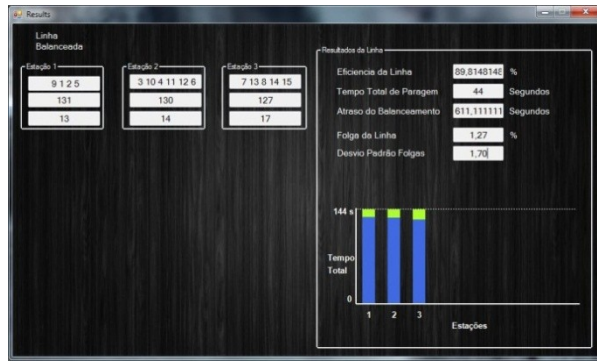 Results
Linha
Balanceada
Estação 1
9 1 2 5
131
13
Estação 2
3 10 4 11 12 6
130
14
Estação 3
7 13 8 14 15
127
17
Resultados da Linha
Eficiencia da Linha 89,8148148 %
Tempo Total de Paragem 44 Segundos
Atraso do Balanceamento 611,111111 Segundos
Folga da Linha 1,27 %
Desvio Padrão Folgas 1,70
144 s
Tempo
Total
0
1 2 3
Estações